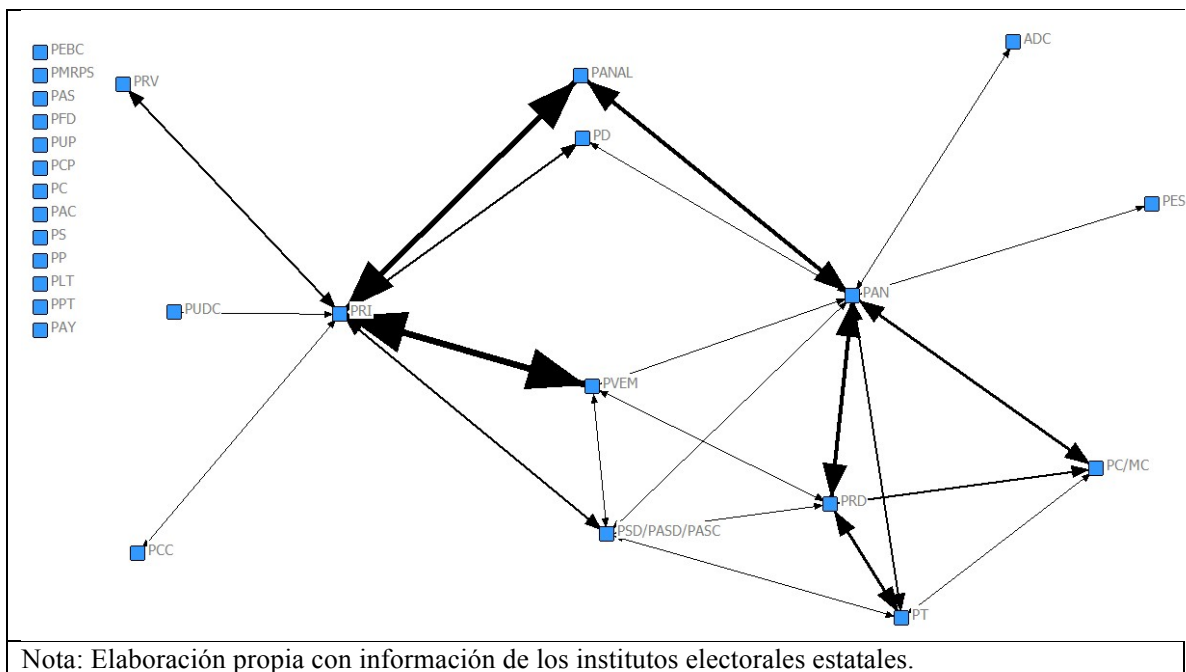 PEBC
PMRPS
PAS
PFD
PUP
PCP
PC
PAC
PS
PP
PLT
PPT
PAY
PRV
PANAL
ADC
PD
PES
PUDC
PRI
PAN
PVEM
PC/MC
PRD
PSD/PASD/PASC
PCC
PT
Nota: Elaboración propia con información de los institutos electorales estatales.